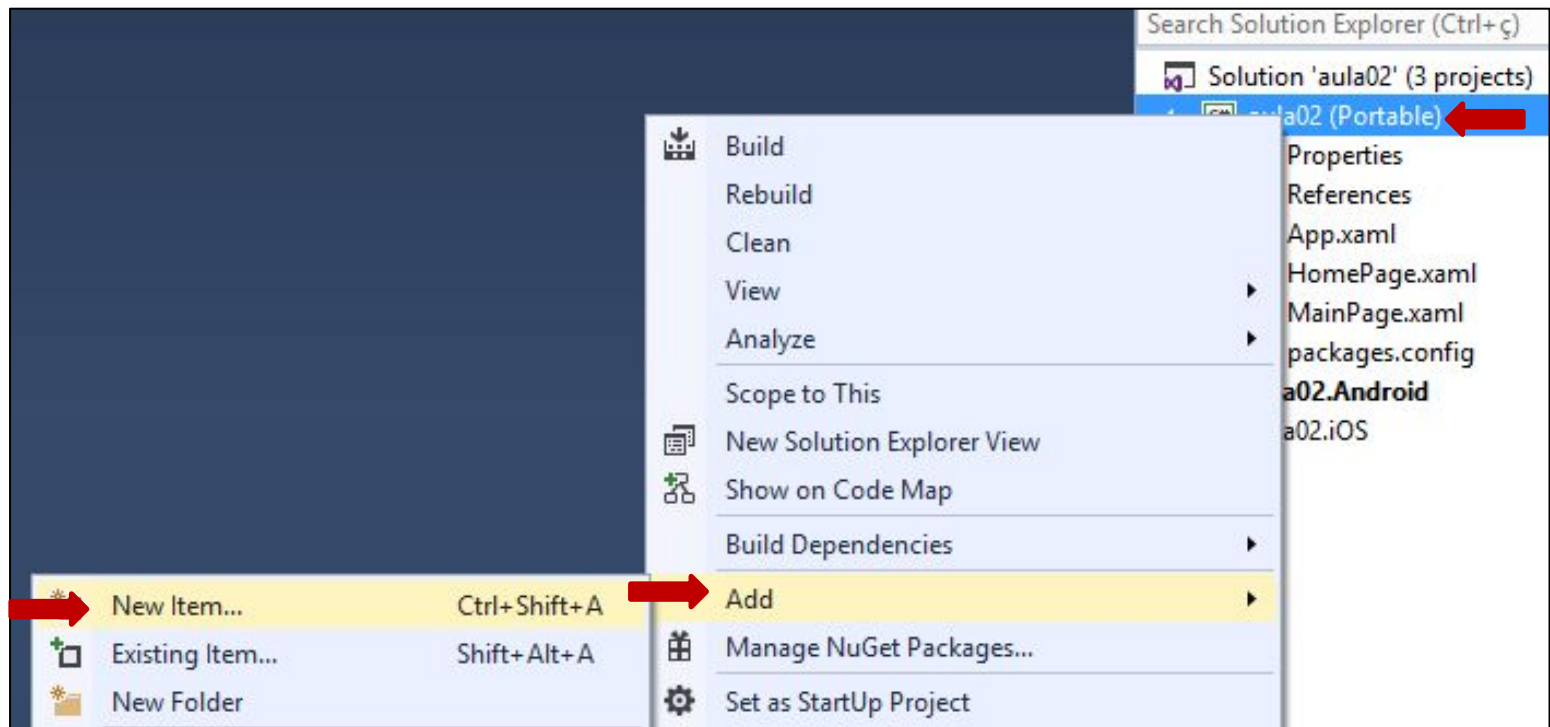 Search Solution Explorer (Ctrl+ç)
Solution 'aula02' (3 projects)
a02 (Portable)
Properties
References
App.xaml
HomePage.xaml
MainPage.xaml
packages.config
a02.Android
a02.iOS
Build
Rebuild
Clean
View
Analyze
Scope to This
New Solution Explorer View
Show on Code Map
Build Dependencies
Add
Manage NuGet Packages...
Set as StartUp Project
New Item... Ctrl+Shift+A
Existing Item... Shift+Alt+A
New Folder